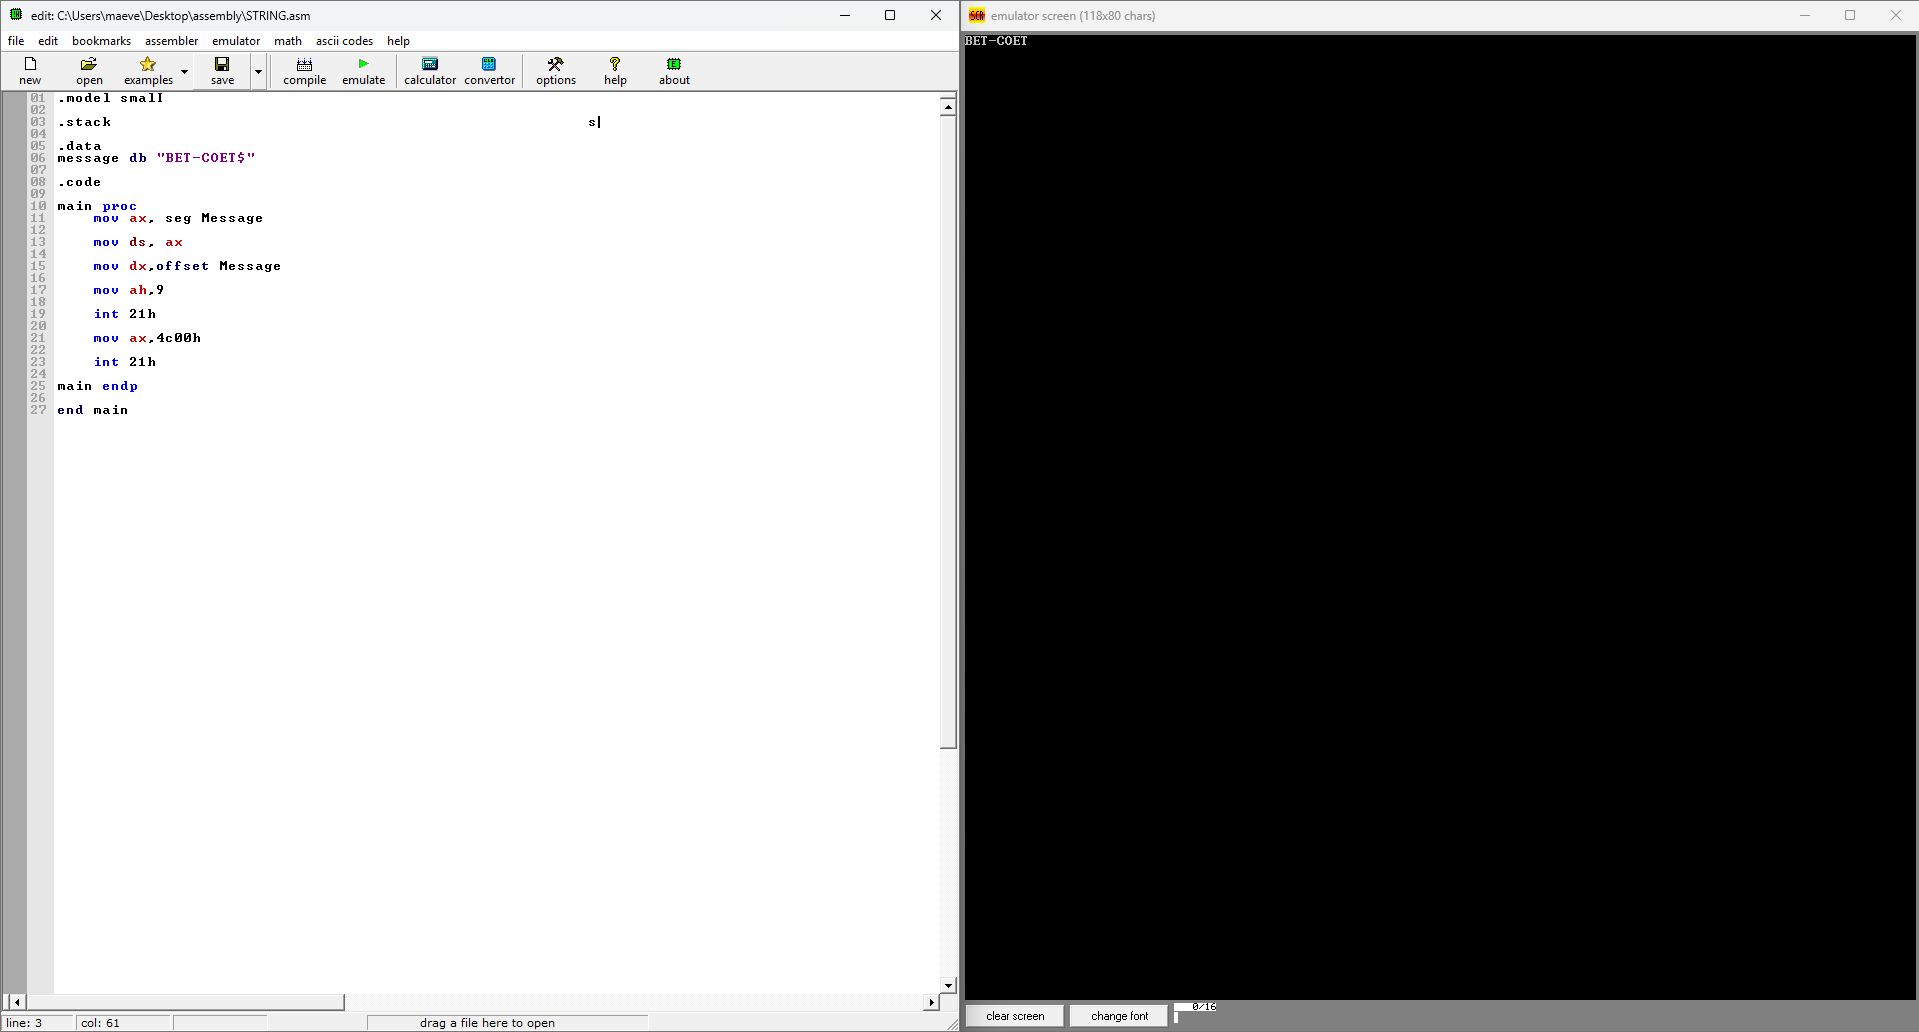 edit: C:\Users\maeve\Desktop\assembly\STRING.asm
file edit bookmarks assembler emulator math ascii codes help
new open examples save compile emulate calculator convertor options help about
01 .model small
02
03 .stack s
04
05 .data
06 message db "BET-COET$"
07
08 .code
09
10 main proc
11 mov ax, seg Message
12
13 mov ds, ax
14
15 mov dx,offset Message
16
17 mov ah,9
18
19 int 21h
20
21 mov ax,4c00h
22
23 int 21h
24
25 main endp
26
27 end main
line: 3 col: 61 drag a file here to open
SCR emulator screen (118x80 chars)
BET-COET
clear screen change font 0/16